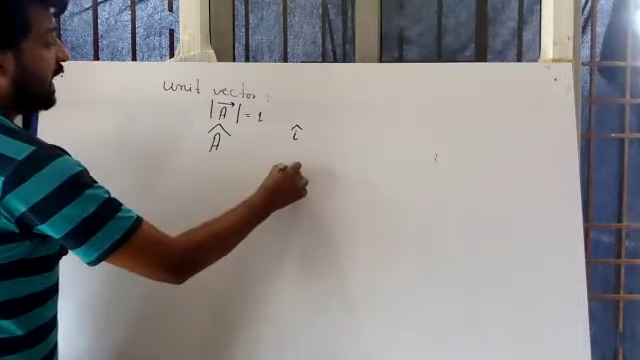 unit vector :
|A⃗| = 1
Â î